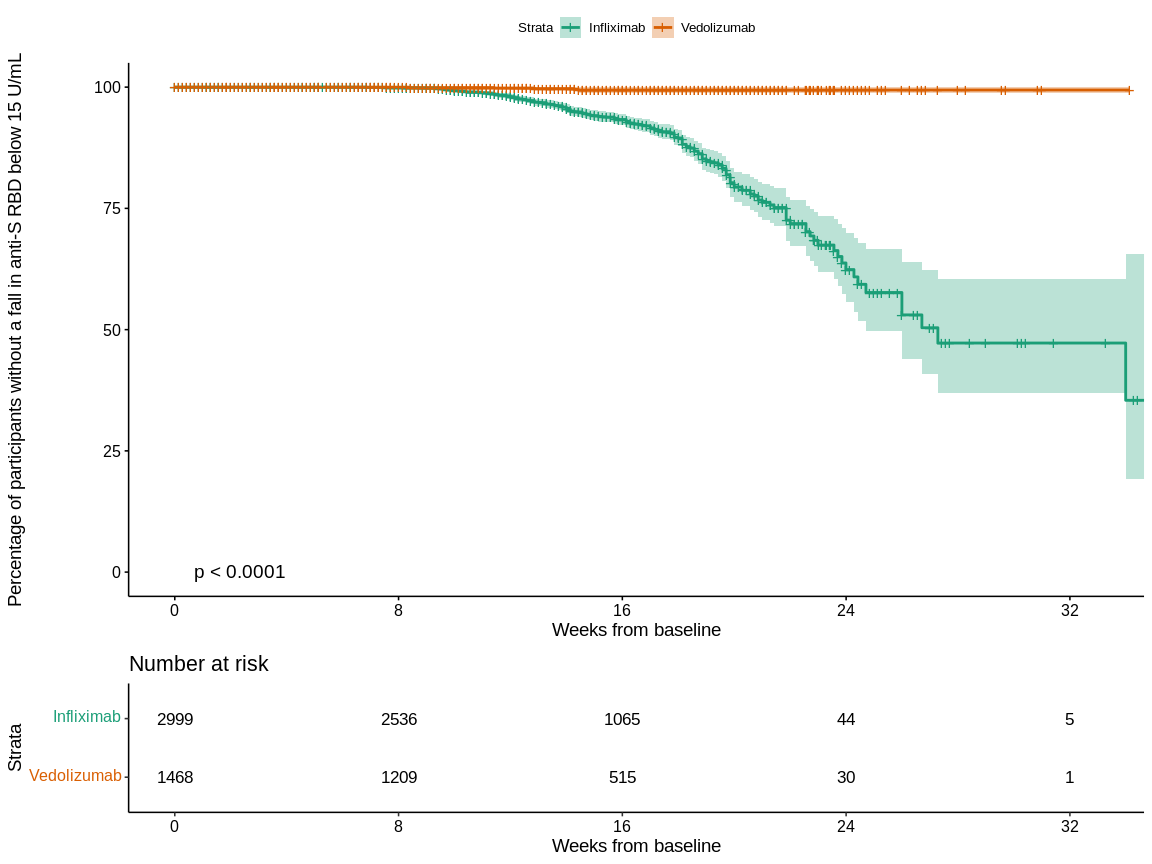 Strata Infliximab Vedolizumab
Percentage of participants without a fall in anti-S RBD below 15 U/mL
100
75
50
25
0
p < 0.0001
0 8 16 24 32
Weeks from baseline
Number at risk
Strata
Infliximab 2999 2536 1065 44 5
Vedolizumab 1468 1209 515 30 1
0 8 16 24 32
Weeks from baseline